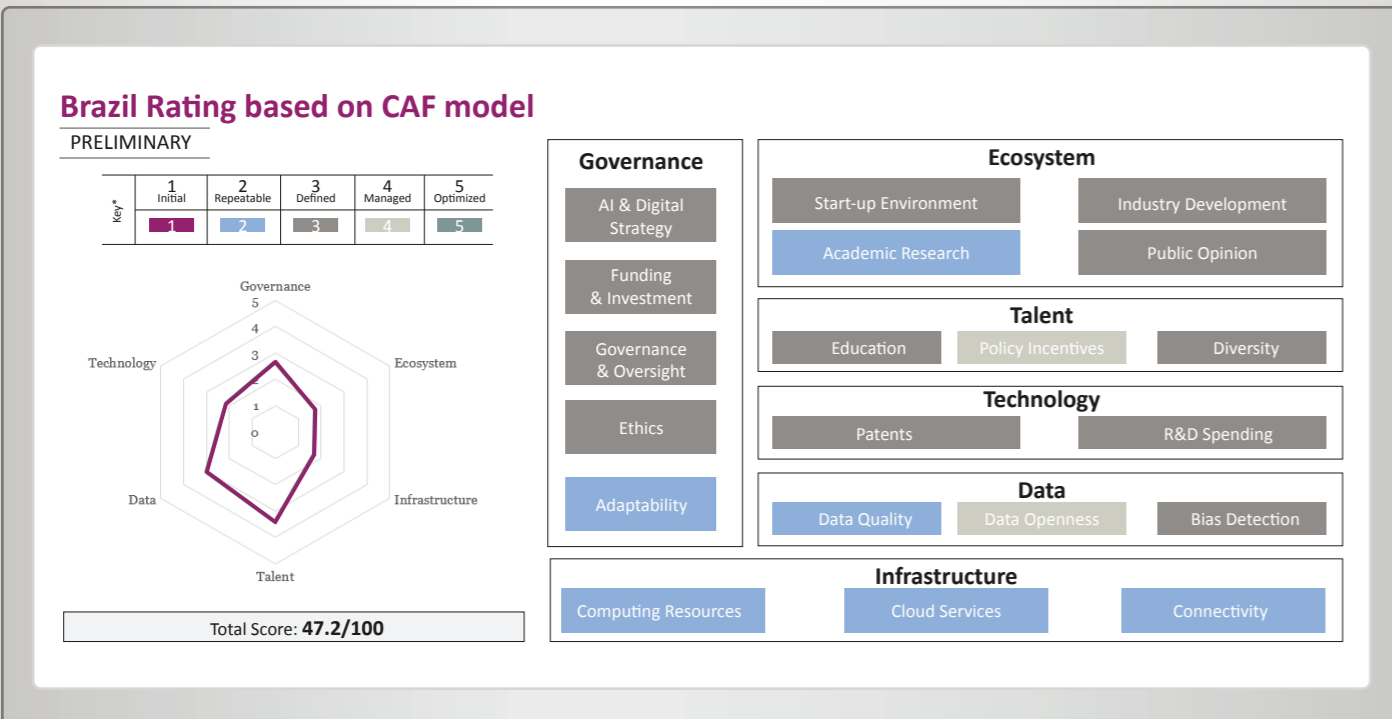 Brazil Rating based on CAF model
PRELIMINARY
Key*
1 2 3 4 5
Initial Repeatable Defined Managed Optimized
1 2 3 4 5
Governance
5
4
3
2
1
0
Technology
Ecosystem
Data
Infrastructure
Talent
Total Score: 47.2/100
Governance
AI & Digital
Strategy
Funding
& Investment
Governance
& Oversight
Ethics
Adaptability
Ecosystem
Start-up Environment
Industry Development
Academic Research
Public Opinion
Talent
Education
Policy Incentives
Diversity
Technology
Patents
R&D Spending
Data
Data Quality
Data Openness
Bias Detection
Infrastructure
Computing Resources
Cloud Services
Connectivity